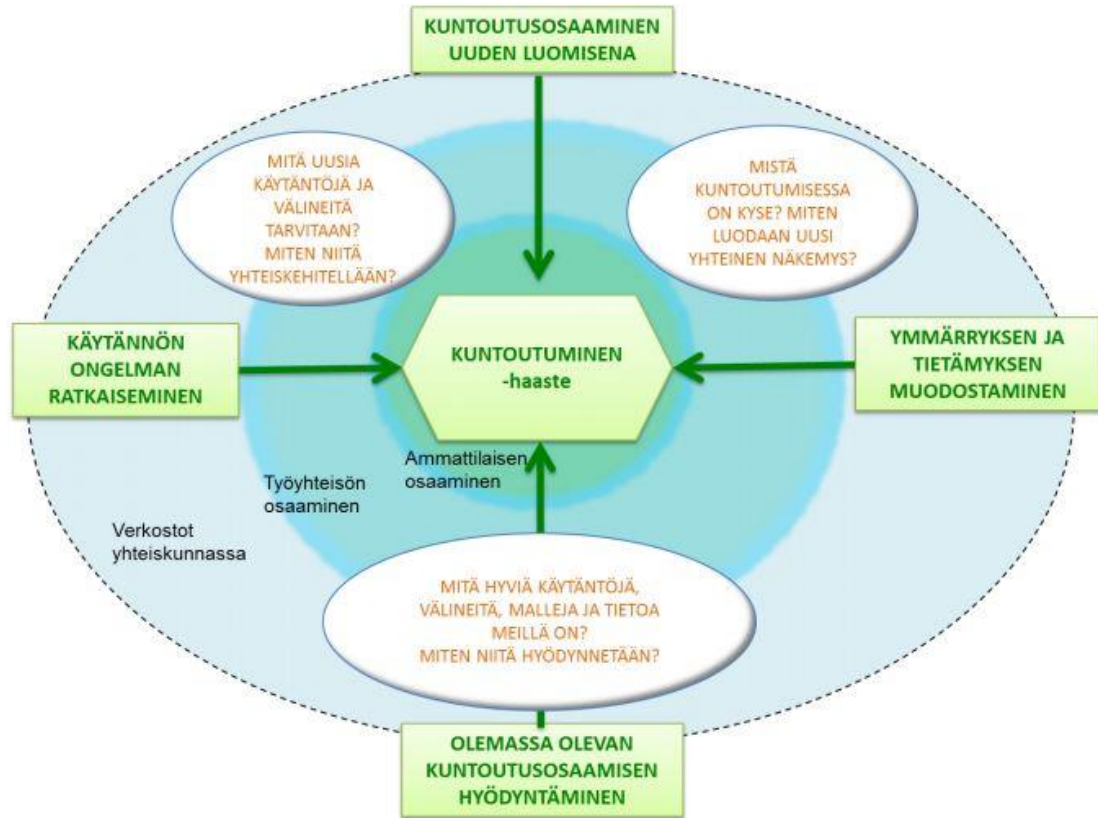 KUNTOUTUSOSAAMINEN
UUDEN LUOMISENA
MITÄ UUSIA
KÄYTÄNTÖJÄ JA
VÄLINEITÄ
TARVITAAN?
MITEN NIITÄ
YHTEISKEHITELLÄÄN?
MISTÄ
KUNTOUTUMISESSA
ON KYSE? MITEN
LUODAAN UUSI
YHTEINEN NÄKEMYS?
KÄYTÄNNÖN
ONGELMAN
RATKAISEMINEN
KUNTOUTUMINEN
-haaste
YMMÄRRYKSEN JA
TIETÄMYKSEN
MUODOSTAMINEN
Ammattilaisen
osaaminen
Työyhteisön
osaaminen
Verkostot
yhteiskunnassa
MITÄ HYVIÄ KÄYTÄNTÖJÄ,
VÄLINEITÄ, MALLEJA JA TIETOA
MEILLÄ ON?
MITEN NIITÄ HYÖDYNNETÄÄN?
OLEMASSA OLEVAN
KUNTOUTUSOSAAMISEN
HYÖDYNTÄMINEN